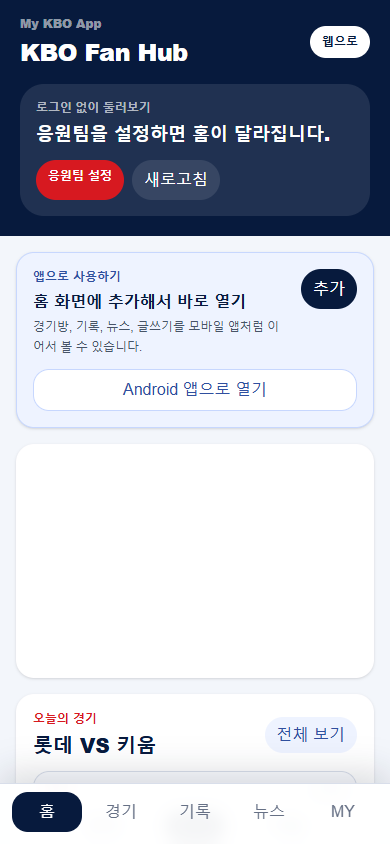 My KBO App
KBO Fan Hub
웹으로
로그인 없이 둘러보기
응원팀을 설정하면 홈이 달라집니다.
응원팀 설정
새로고침
앱으로 사용하기
홈 화면에 추가해서 바로 열기
추가
경기방, 기록, 뉴스, 글쓰기를 모바일 앱처럼 이
어서 볼 수 있습니다.
Android 앱으로 열기
오늘의 경기
롯데 VS 키움
전체 보기
홈
경기
기록
뉴스
MY